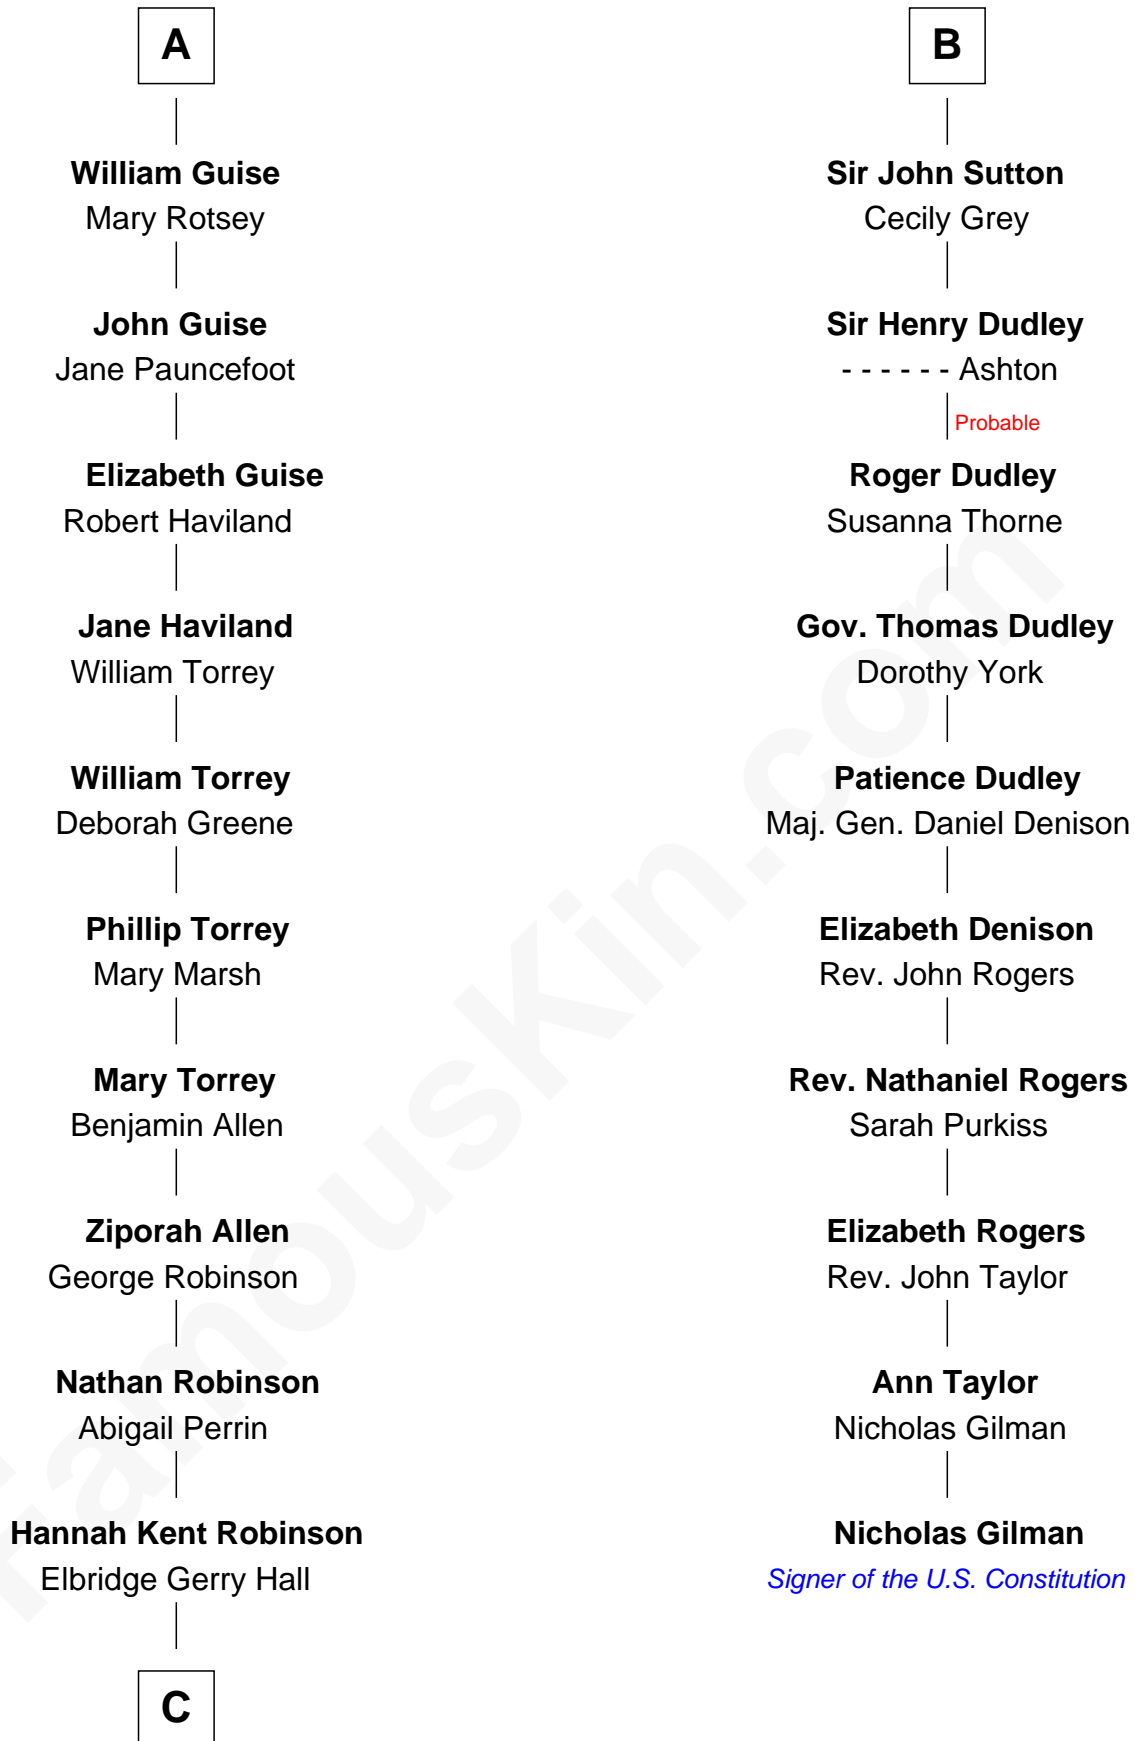 A
William Guise
Mary Rotsey
John Guise
Jane Pauncefoot
Elizabeth Guise
Robert Haviland
Jane Haviland
William Torrey
William Torrey
Deborah Greene
Phillip Torrey
Mary Marsh
Mary Torrey
Benjamin Allen
Ziporah Allen
George Robinson
Nathan Robinson
Abigail Perrin
Hannah Kent Robinson
Elbridge Gerry Hall
C
B
Sir John Sutton
Cecily Grey
Sir Henry Dudley
- - - - - - Ashton
Probable
Roger Dudley
Susanna Thorne
Gov. Thomas Dudley
Dorothy York
Patience Dudley
Maj. Gen. Daniel Denison
Elizabeth Denison
Rev. John Rogers
Rev. Nathaniel Rogers
Sarah Purkiss
Elizabeth Rogers
Rev. John Taylor
Ann Taylor
Nicholas Gilman
Nicholas Gilman
Signer of the U.S. Constitution
FamousKin.com